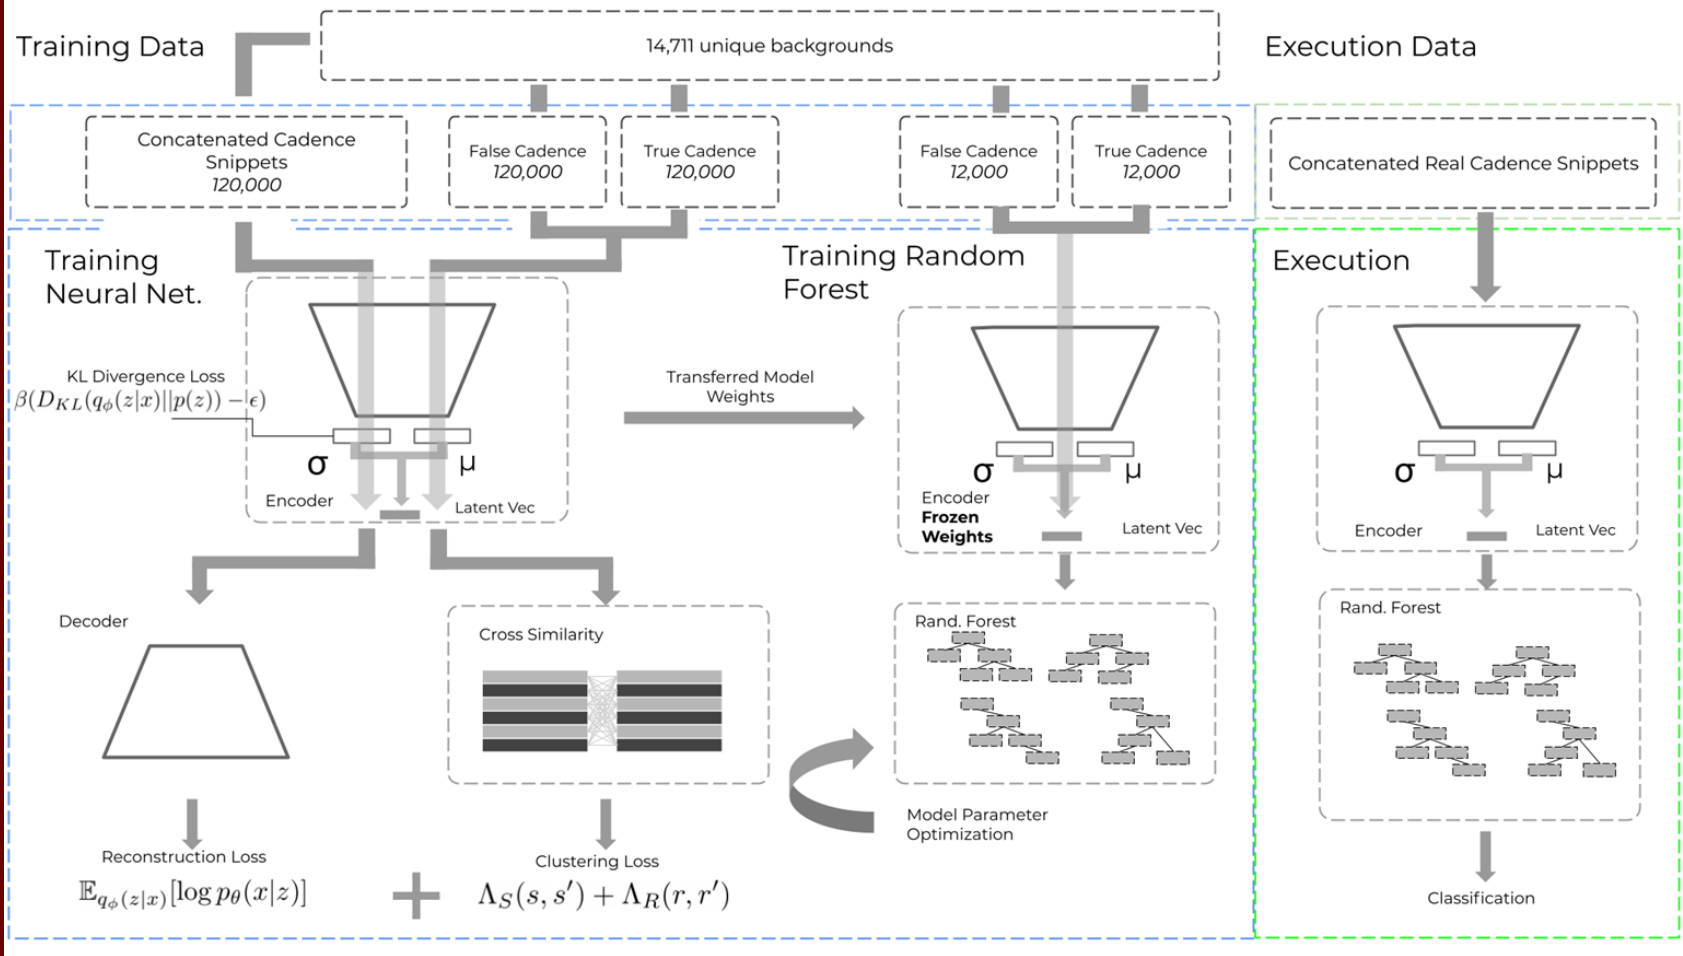 Training Data
14,711 unique backgrounds
Execution Data
Concatenated Cadence
Snippets
120,000
False Cadence
120,000
True Cadence
120,000
False Cadence
12,000
True Cadence
12,000
Concatenated Real Cadence Snippets
Training
Neural Net.
Training Random
Forest
Execution
KL Divergence Loss
β(D_{KL}(q_ϕ(z|x)||p(z)) − ϵ)
Transferred Model
Weights
σ
μ
Encoder
Latent Vec
σ
μ
Encoder
Frozen
Weights
Latent Vec
σ
μ
Encoder
Latent Vec
Decoder
Cross Similarity
Rand. Forest
Rand. Forest
Model Parameter
Optimization
Reconstruction Loss
𝔼_{q_ϕ(z|x)}[log p_θ(x|z)]
+
Clustering Loss
Λ_S(s, s′) + Λ_R(r, r′)
Classification